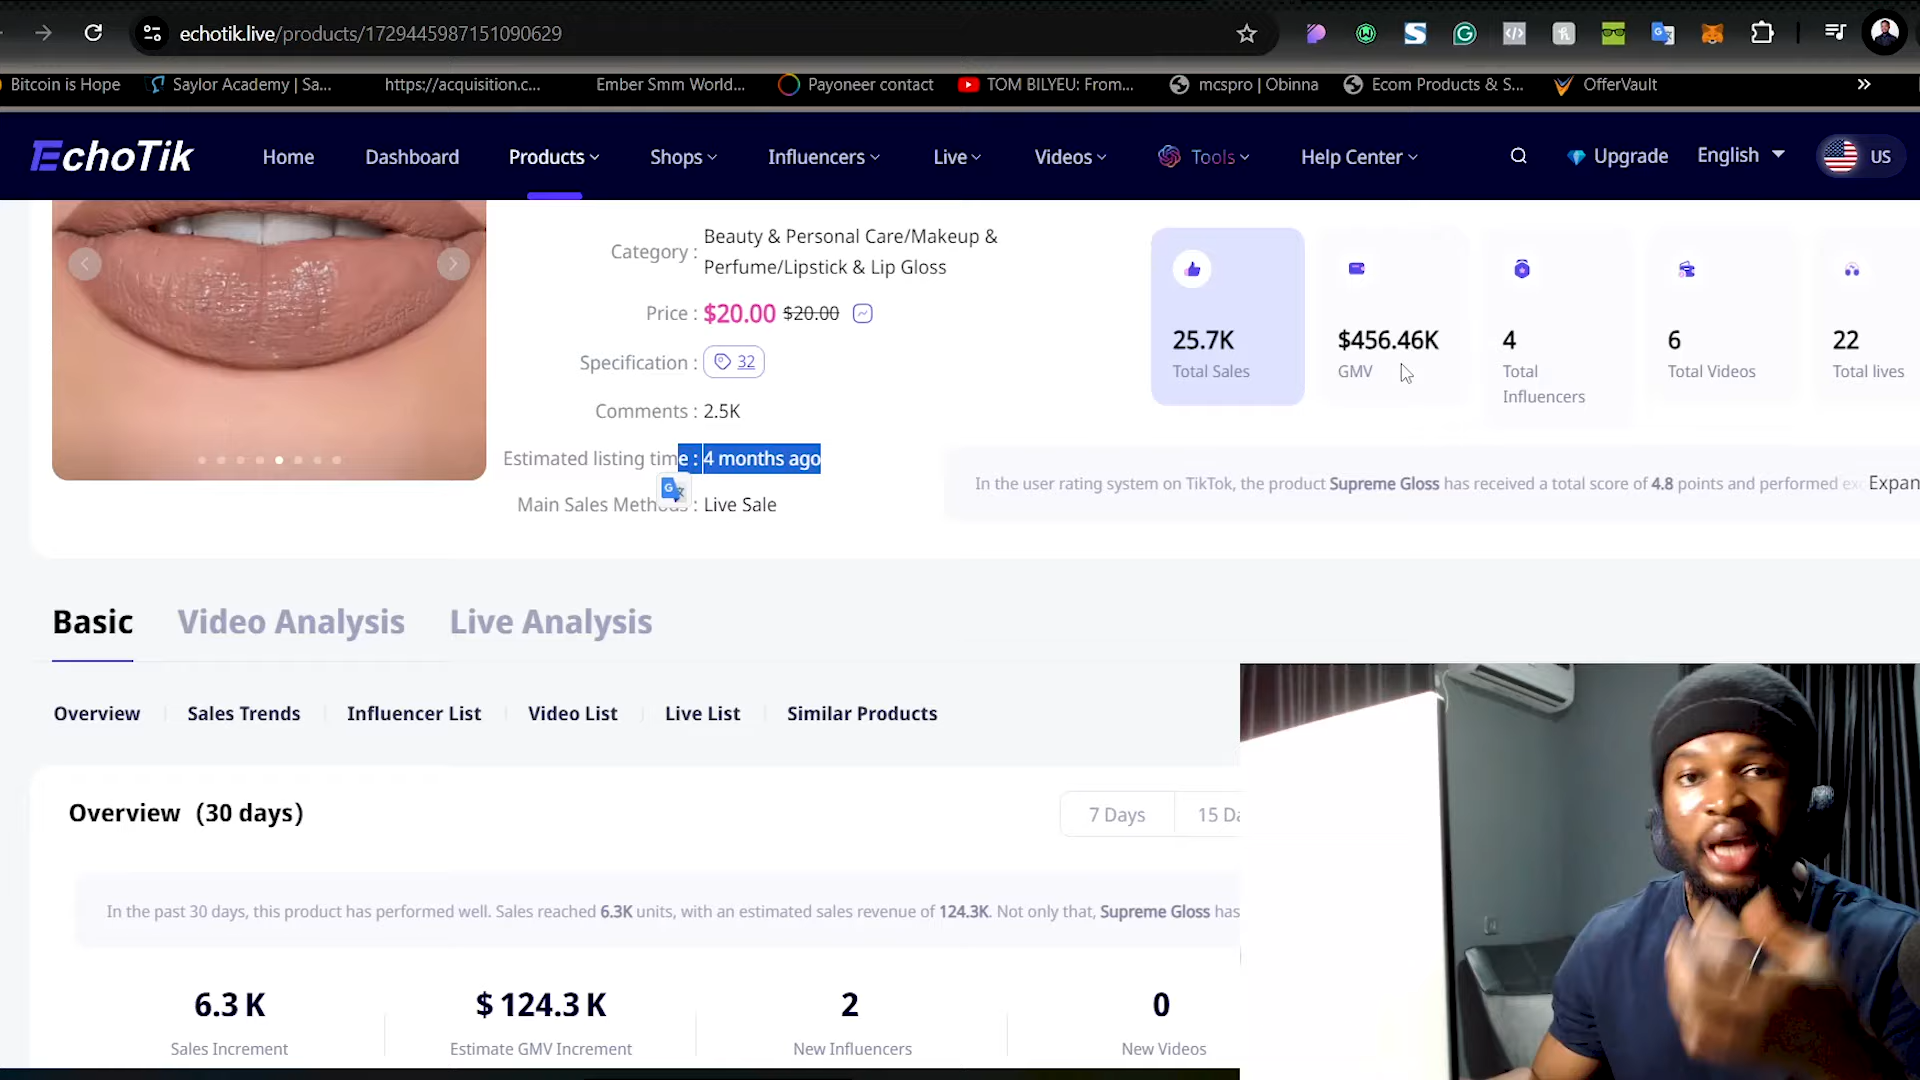 echotik.live/products/1729445987151090629
Bitcoin is Hope
Saylor Academy | Sa...
https://acquisition.c...
Ember Smm World...
Payoneer contact
TOM BILYEU: From...
mcspro | Obinna
Ecom Products & S...
OfferVault
EchoTik
Home
Dashboard
Products
Shops
Influencers
Live
Videos
Tools
Help Center
Upgrade
English
US
Category :
Beauty & Personal Care/Makeup &
Perfume/Lipstick & Lip Gloss
Price : $20.00 $20.00
Specification : 32
Comments : 2.5K
Estimated listing time : 4 months ago
Main Sales Methods : Live Sale
25.7K
Total Sales
$456.46K
GMV
4
Total
Influencers
6
Total Videos
22
Total lives
In the user rating system on TikTok, the product Supreme Gloss has received a total score of 4.8 points and performed exc
Expan
Basic
Video Analysis
Live Analysis
Overview
Sales Trends
Influencer List
Video List
Live List
Similar Products
Overview (30 days)
7 Days
15 Da
In the past 30 days, this product has performed well. Sales reached 6.3K units, with an estimated sales revenue of 124.3K. Not only that, Supreme Gloss has
6.3 K
Sales Increment
$ 124.3 K
Estimate GMV Increment
2
New Influencers
0
New Videos